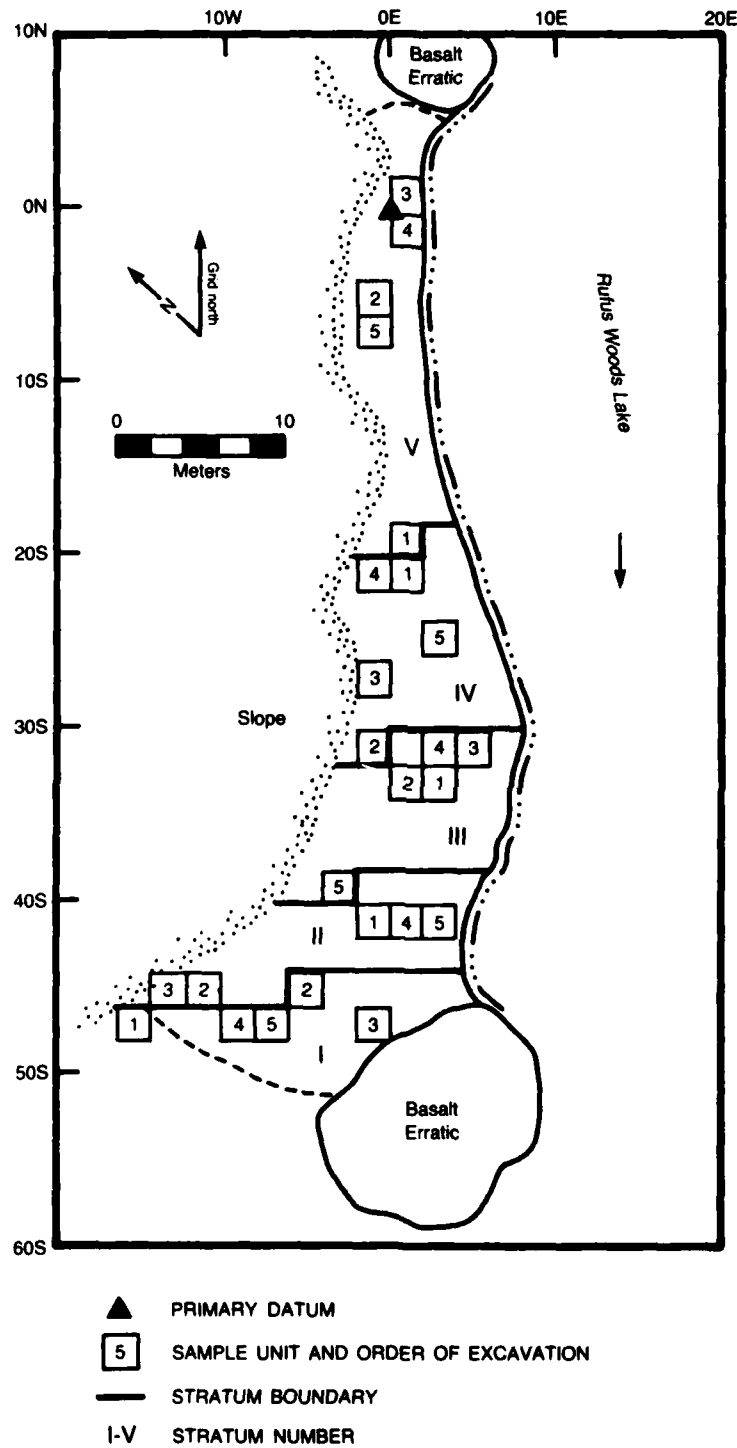 10W 0E 10E 20E
10N
Basalt
Erratic
3
0N
4
Grid north
N
2
5
Rufus Woods Lake
10S
0 10
Meters
V
1
20S
4 1
5
3
IV
Slope
30S
2 4 3
2 1
III
5
40S
1 4 5
II
3 2 2
1 4 5 3
I
50S
Basalt
Erratic
60S
PRIMARY DATUM
5 SAMPLE UNIT AND ORDER OF EXCAVATION
STRATUM BOUNDARY
I-V STRATUM NUMBER